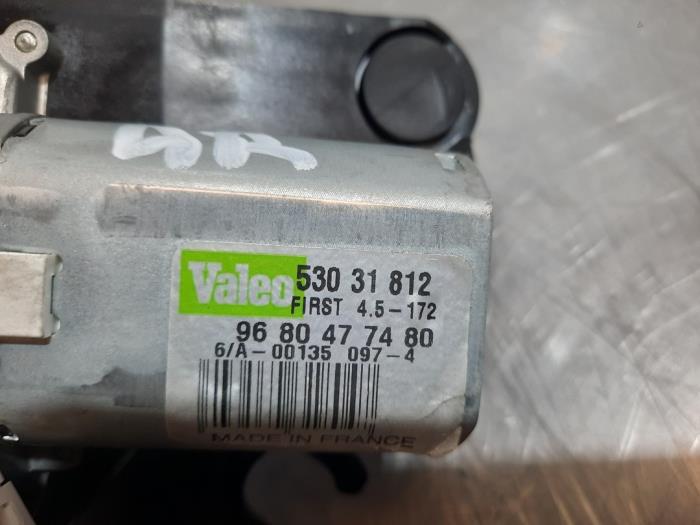 AR
Valeo 530 31 812
FIRST 4.5-172
96 80 47 74 80
6/A-00135 097-4
MADE IN FRANCE